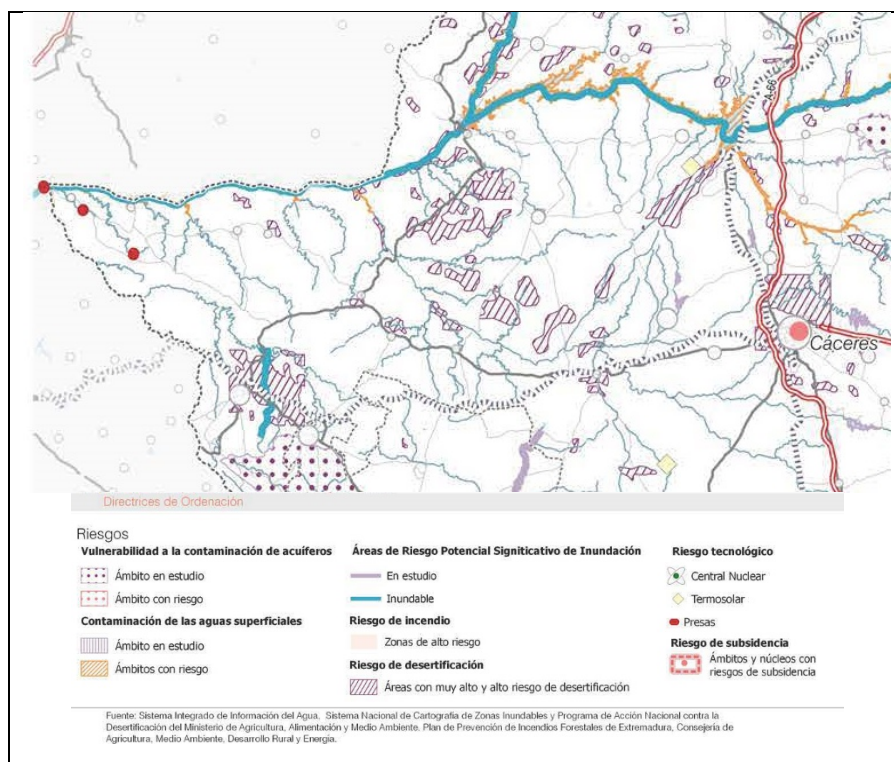 A-66
Cáceres
Directrices de Ordenación
Riesgos
Vulnerabilidad a la contaminación de acuíferos
Ámbito en estudio
Ámbito con riesgo
Contaminación de las aguas superficiales
Ámbito en estudio
Ámbitos con riesgo
Áreas de Riesgo Potencial Signiticativo de Inundación
En estudio
Inundable
Riesgo de incendio
Zonas de alto riesgo
Riesgo de desertificación
Áreas con muy alto y alto riesgo de desertificación
Riesgo tecnológico
Central Nuclear
Termosolar
Presas
Riesgo de subsidencia
Ámbitos y núcleos con
riesgos de subsidencia
Fuente: Sistema Integrado de Información del Agua, Sistema Nacional de Cartografía de Zonas Inundables y Programa de Acción Nacional contra la
Desertificación del Ministerio de Agricultura, Alimentación y Medio Ambiente. Plan de Prevención de Incendios Forestales de Extremadura, Consejería de
Agricultura, Medio Ambiente, Desarrollo Rural y Energía.